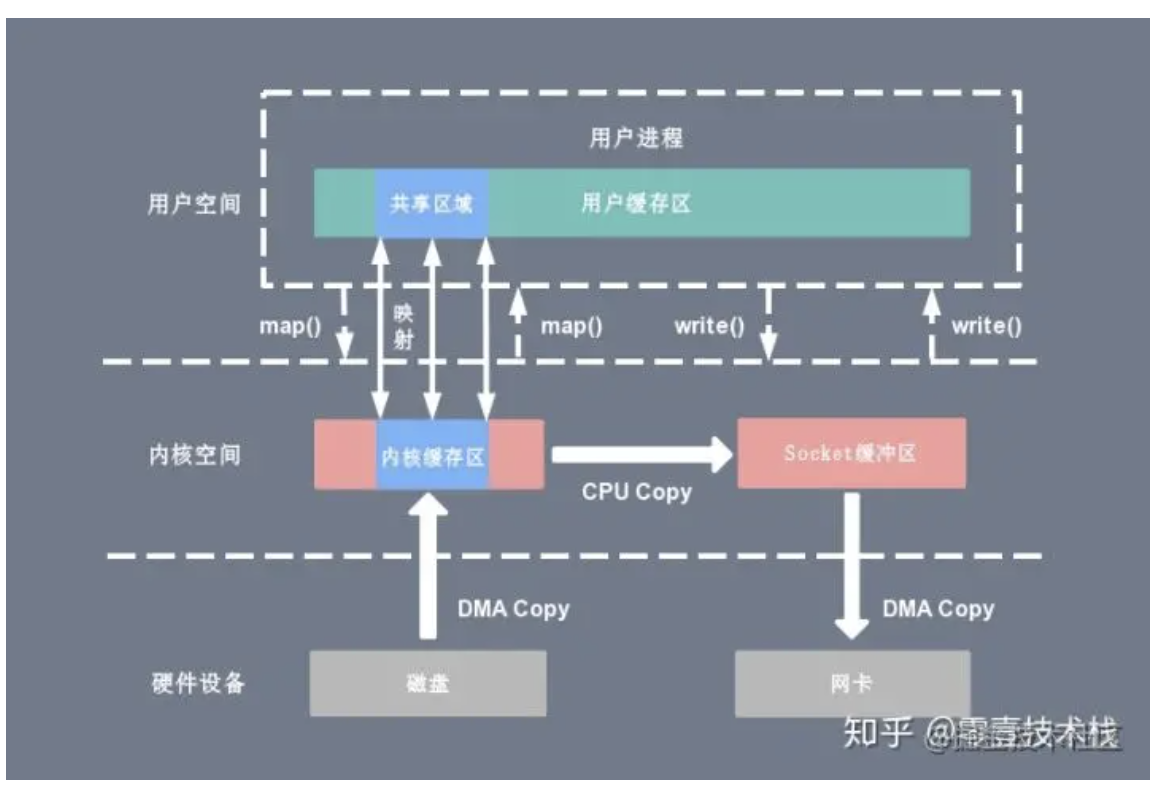 用户进程
用户空间
共享区域
用户缓存区
map()
映射
map()
write()
write()
内核空间
内核缓存区
Socket缓冲区
CPU Copy
DMA Copy
DMA Copy
硬件设备
磁盘
网卡
知乎 @零壹技术栈